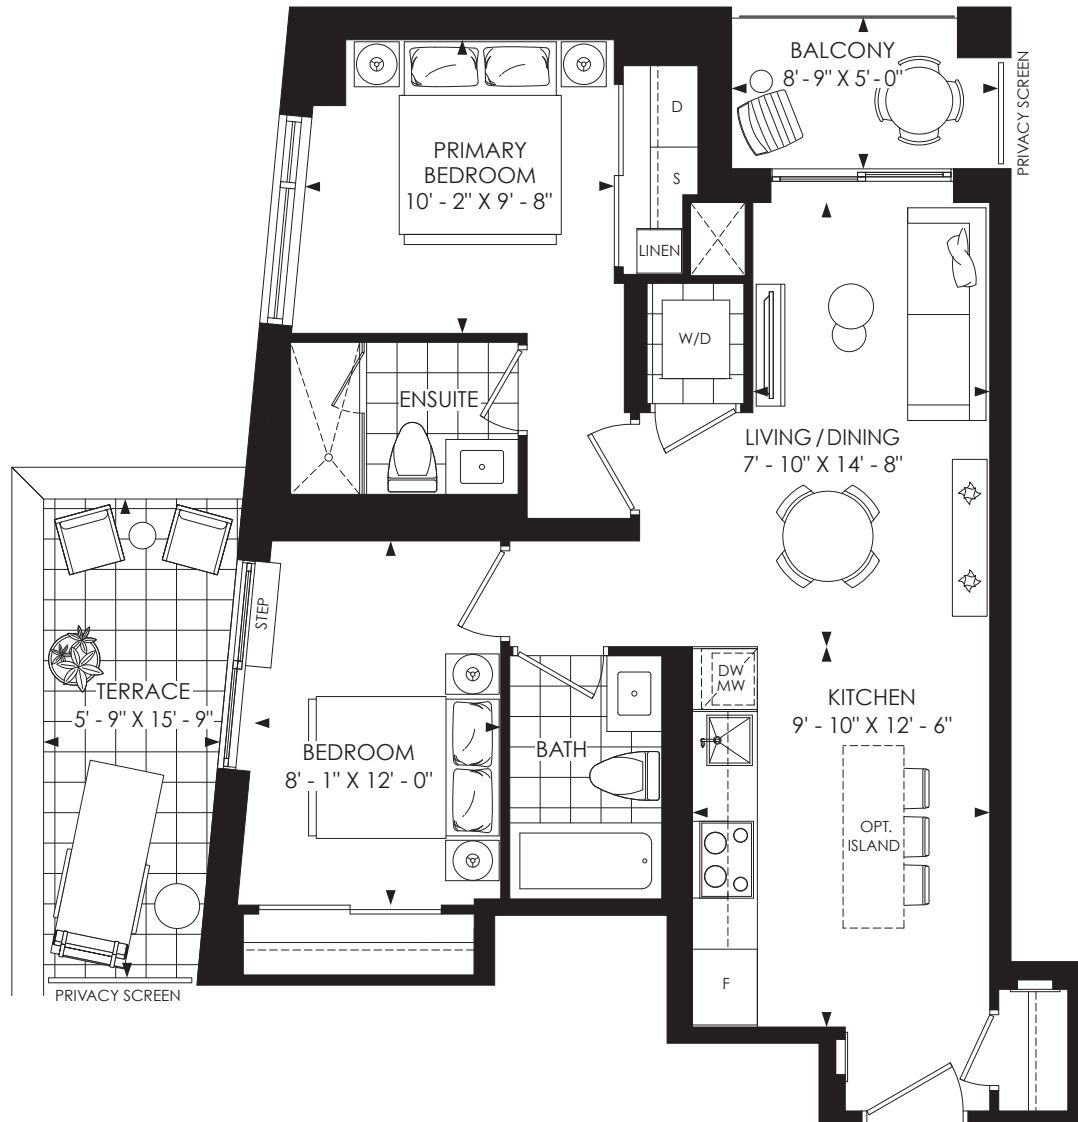 BALCONY
8' - 9" X 5' - 0"
PRIVACY SCREEN
D
PRIMARY
BEDROOM
10' - 2" X 9' - 8"
S
LINEN
W/D
ENSUITE
LIVING / DINING
7' - 10" X 14' - 8"
STEP
TERRACE
5' - 9" X 15' - 9"
DW
MW
KITCHEN
9' - 10" X 12' - 6"
BEDROOM
8' - 1" X 12' - 0"
BATH
OPT.
ISLAND
F
PRIVACY SCREEN